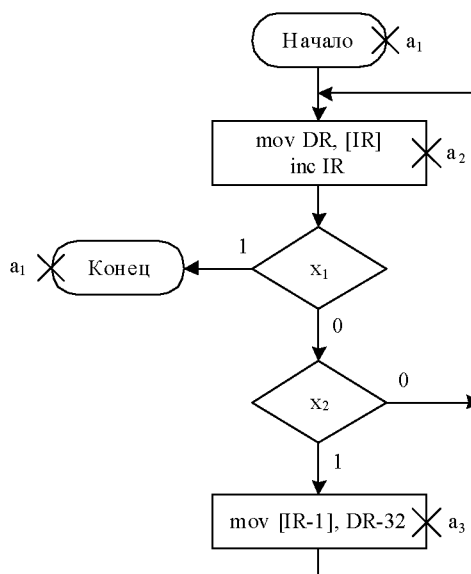 Начало
a1
mov DR, [IR]
inc IR
a2
1
x1
a1
Конец
0
x2
0
1
mov [IR-1], DR-32
a3